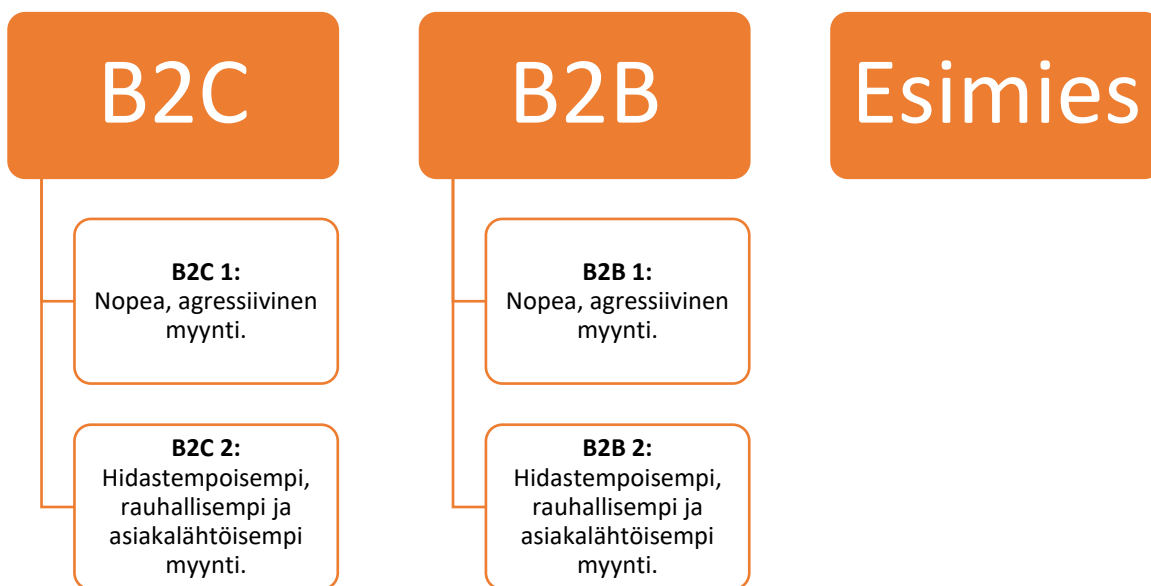 B2C
B2C 1:
Nopea, agressiivinen
myynti.
B2C 2:
Hidastempoisempi,
rauhallisempi ja
asiakalähtöisempi
myynti.
B2B
B2B 1:
Nopea, agressiivinen
myynti.
B2B 2:
Hidastempoisempi,
rauhallisempi ja
asiakalähtöisempi
myynti.
Esimies